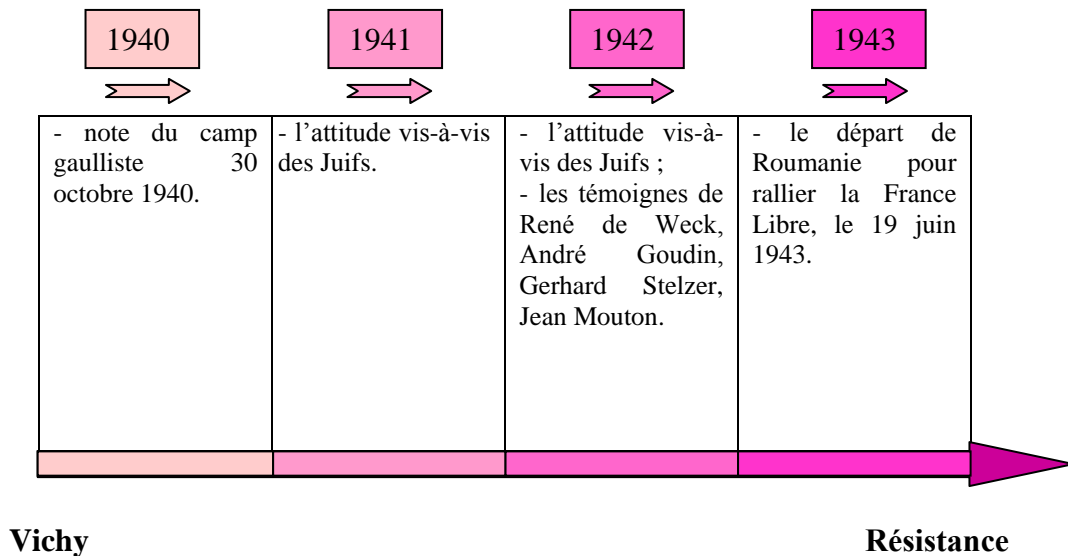 1940
1941
1942
1943
- note du camp
gaulliste 30
octobre 1940.
- l’attitude vis-à-vis
des Juifs.
- l’attitude vis-à-
vis des Juifs ;
- les témoignes de
René de Weck,
André Goudin,
Gerhard Stelzer,
Jean Mouton.
- le départ de
Roumanie pour
rallier la France
Libre, le 19 juin
1943.
Vichy
Résistance